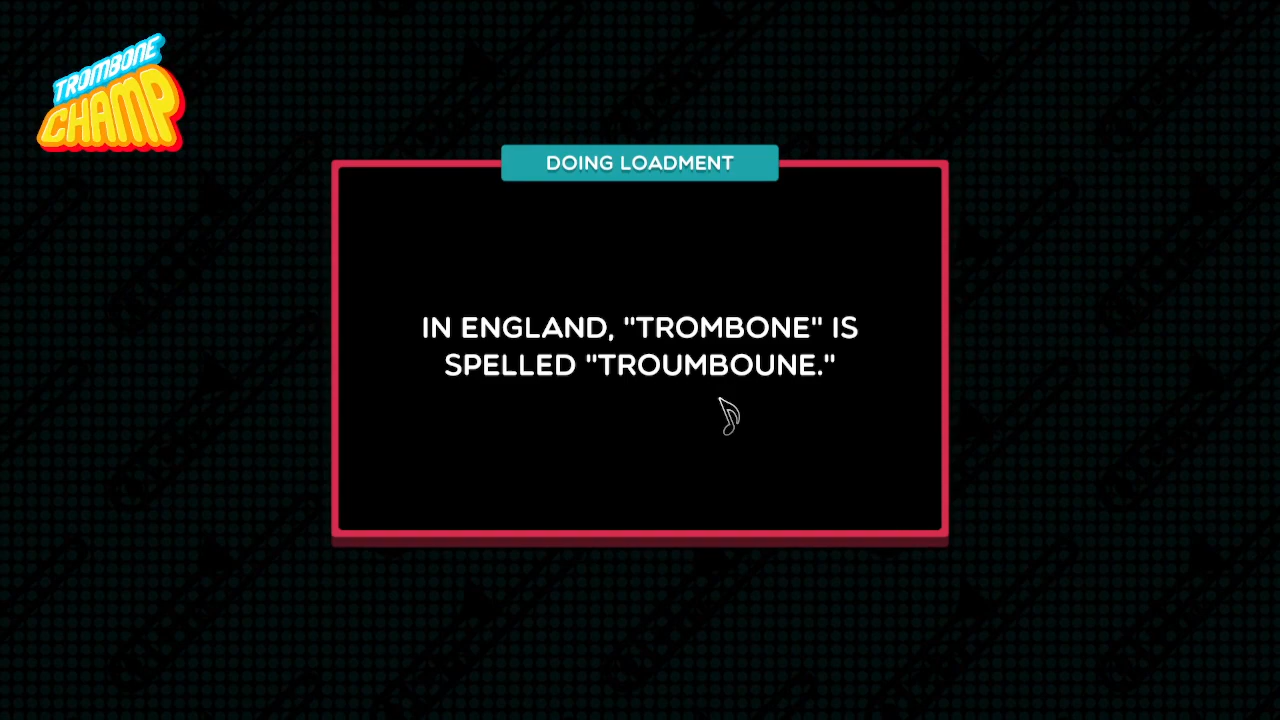 TROMBONE
CHAMP
DOING LOADMENT
IN ENGLAND, "TROMBONE" IS
SPELLED "TROUMBOUNE."